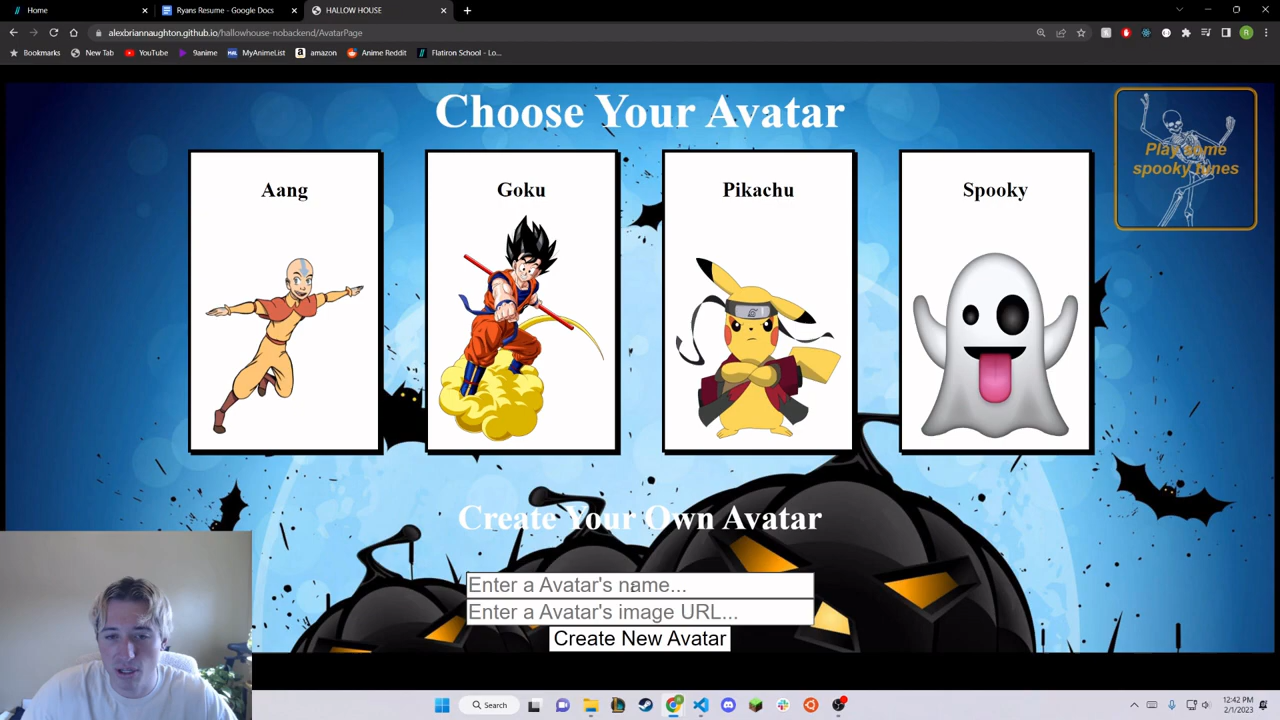 Home
Ryans Resume - Google Docs
HALLOW HOUSE
alexbriannaughton.github.io/hallowhouse-nobackend/AvatarPage
R
Bookmarks
New Tab
YouTube
9anime
MAL
MyAnimeList
amazon
Anime Reddit
Flatiron School - Lo...
Choose Your Avatar
Play some
spooky tunes
Aang
Goku
Pikachu
Spooky
Create Your Own Avatar
Enter a Avatar's name...
Enter a Avatar's image URL...
Create New Avatar
Search
12:42 PM
2/1/2023